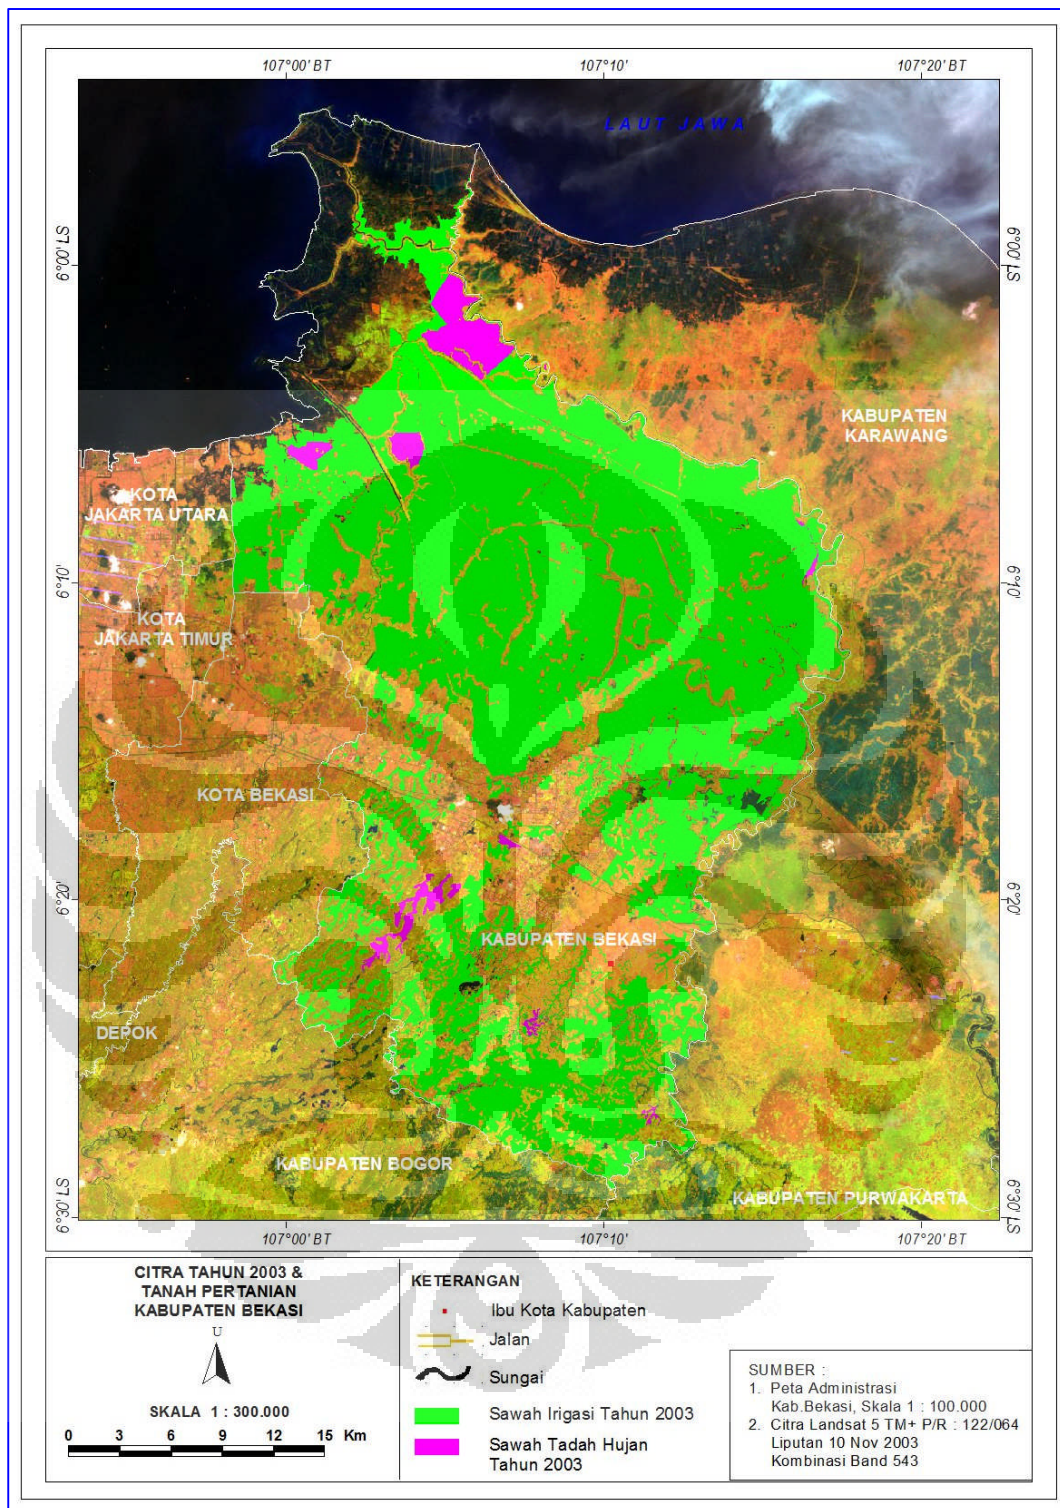 107°00' BT
107°10'
107°20' BT
LAUT JAWA
6°00' LS
6°00' LS
KABUPATEN
KARAWANG
KOTA
JAKARTA UTARA
6°10'
6°10'
KOTA
JAKARTA TIMUR
KOTA BEKASI
6°20'
6°20'
KABUPATEN BEKASI
DEPOK
KABUPATEN BOGOR
KABUPATEN PURWAKARTA
6°30' LS
6°30' LS
107°00' BT
107°10'
107°20' BT
CITRA TAHUN 2003 &
TANAH PERTANIAN
KABUPATEN BEKASI
U
SKALA 1 : 300.000
0 3 6 9 12 15 Km
KETERANGAN
Ibu Kota Kabupaten
Jalan
Sungai
Sawah Irigasi Tahun 2003
Sawah Tadah Hujan
Tahun 2003
SUMBER :
1. Peta Administrasi
Kab.Bekasi, Skala 1 : 100.000
2. Citra Landsat 5 TM+ P/R : 122/064
Liputan 10 Nov 2003
Kombinasi Band 543